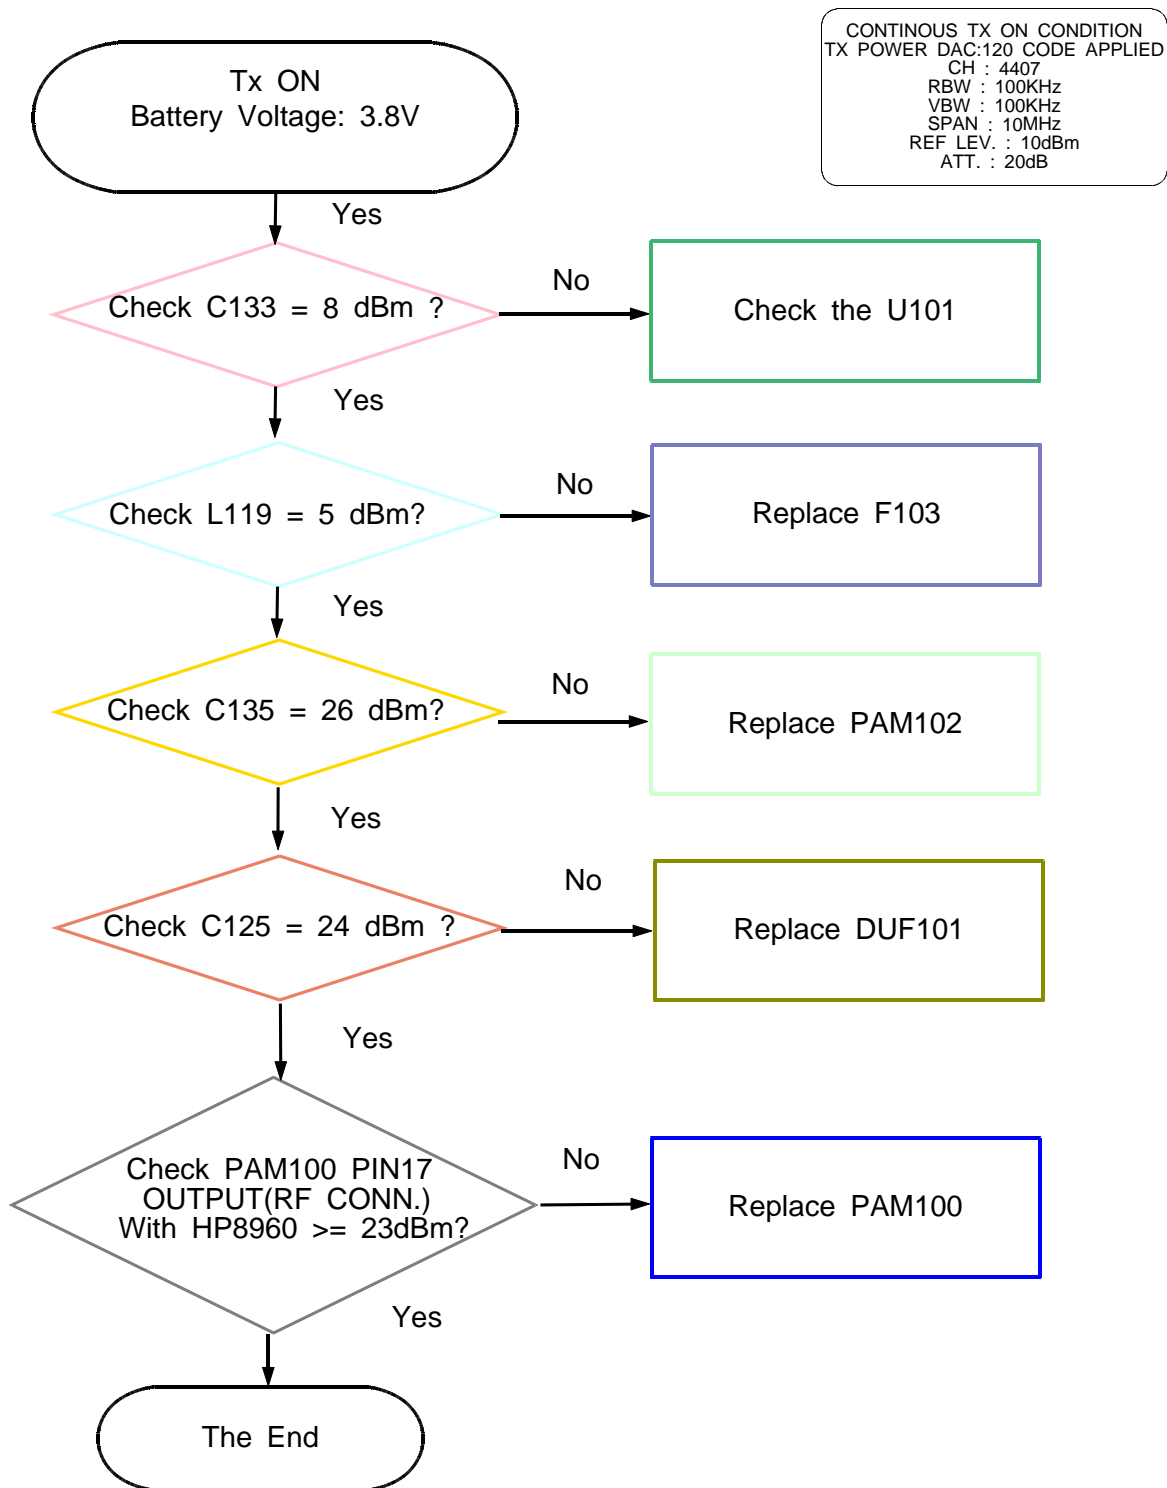 CONTINOUS TX ON CONDITION
TX POWER DAC:120 CODE APPLIED
CH : 4407
RBW : 100KHz
VBW : 100KHz
SPAN : 10MHz
REF LEV. : 10dBm
ATT. : 20dB
Tx ON
Battery Voltage: 3.8V
Yes
Check C133 = 8 dBm ?
No
Check the U101
Yes
Check L119 = 5 dBm?
No
Replace F103
Yes
Check C135 = 26 dBm?
No
Replace PAM102
Yes
Check C125 = 24 dBm ?
No
Replace DUF101
Yes
Check PAM100 PIN17
OUTPUT(RF CONN.)
With HP8960 >= 23dBm?
No
Replace PAM100
Yes
The End